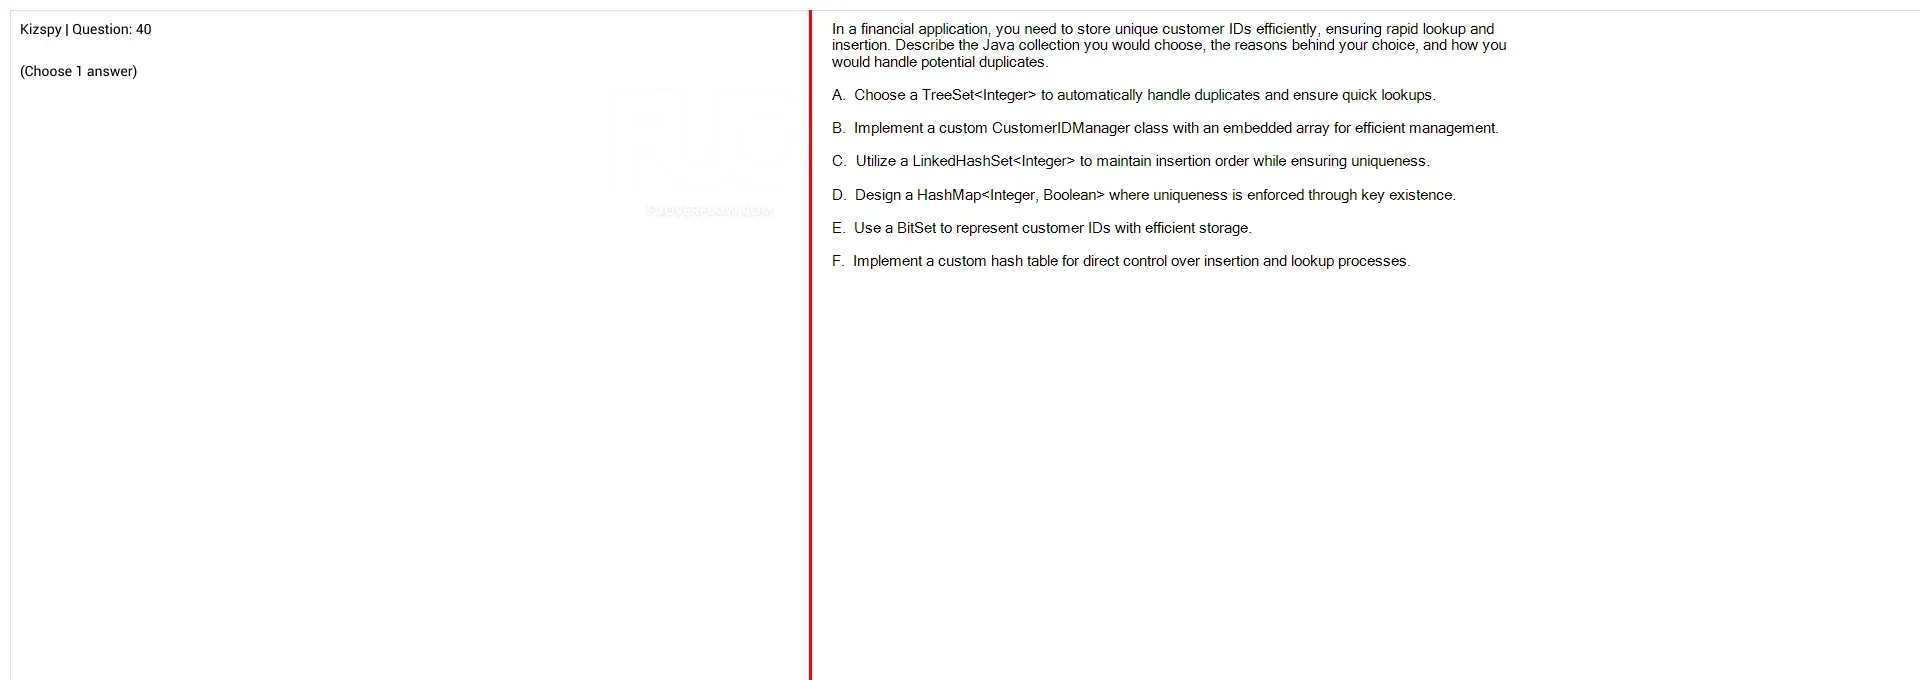 Kizspy | Question: 40
(Choose 1 answer)
FUOVERFLOW.COM
In a financial application, you need to store unique customer IDs efficiently, ensuring rapid lookup and
insertion. Describe the Java collection you would choose, the reasons behind your choice, and how you
would handle potential duplicates.
A. Choose a TreeSet<Integer> to automatically handle duplicates and ensure quick lookups.
B. Implement a custom CustomerIDManager class with an embedded array for efficient management.
C. Utilize a LinkedHashSet<Integer> to maintain insertion order while ensuring uniqueness.
D. Design a HashMap<Integer, Boolean> where uniqueness is enforced through key existence.
E. Use a BitSet to represent customer IDs with efficient storage.
F. Implement a custom hash table for direct control over insertion and lookup processes.